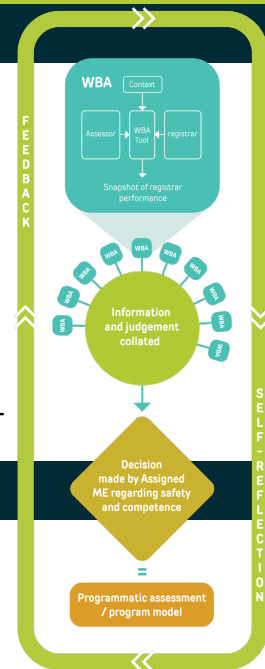 WBA
Context
Assessor
WBA
Tool
registrar
Snapshot of registrar
performance
FEEDBACK
WBA
WBA
WBA
WBA
WBA
WBA
WBA
WBA
WBA
WBA
Information
and judgement
collated
Decision
made by Assigned
ME regarding safety
and competence
=
Programmatic assessment
/ program model
SELF-REFLECTION